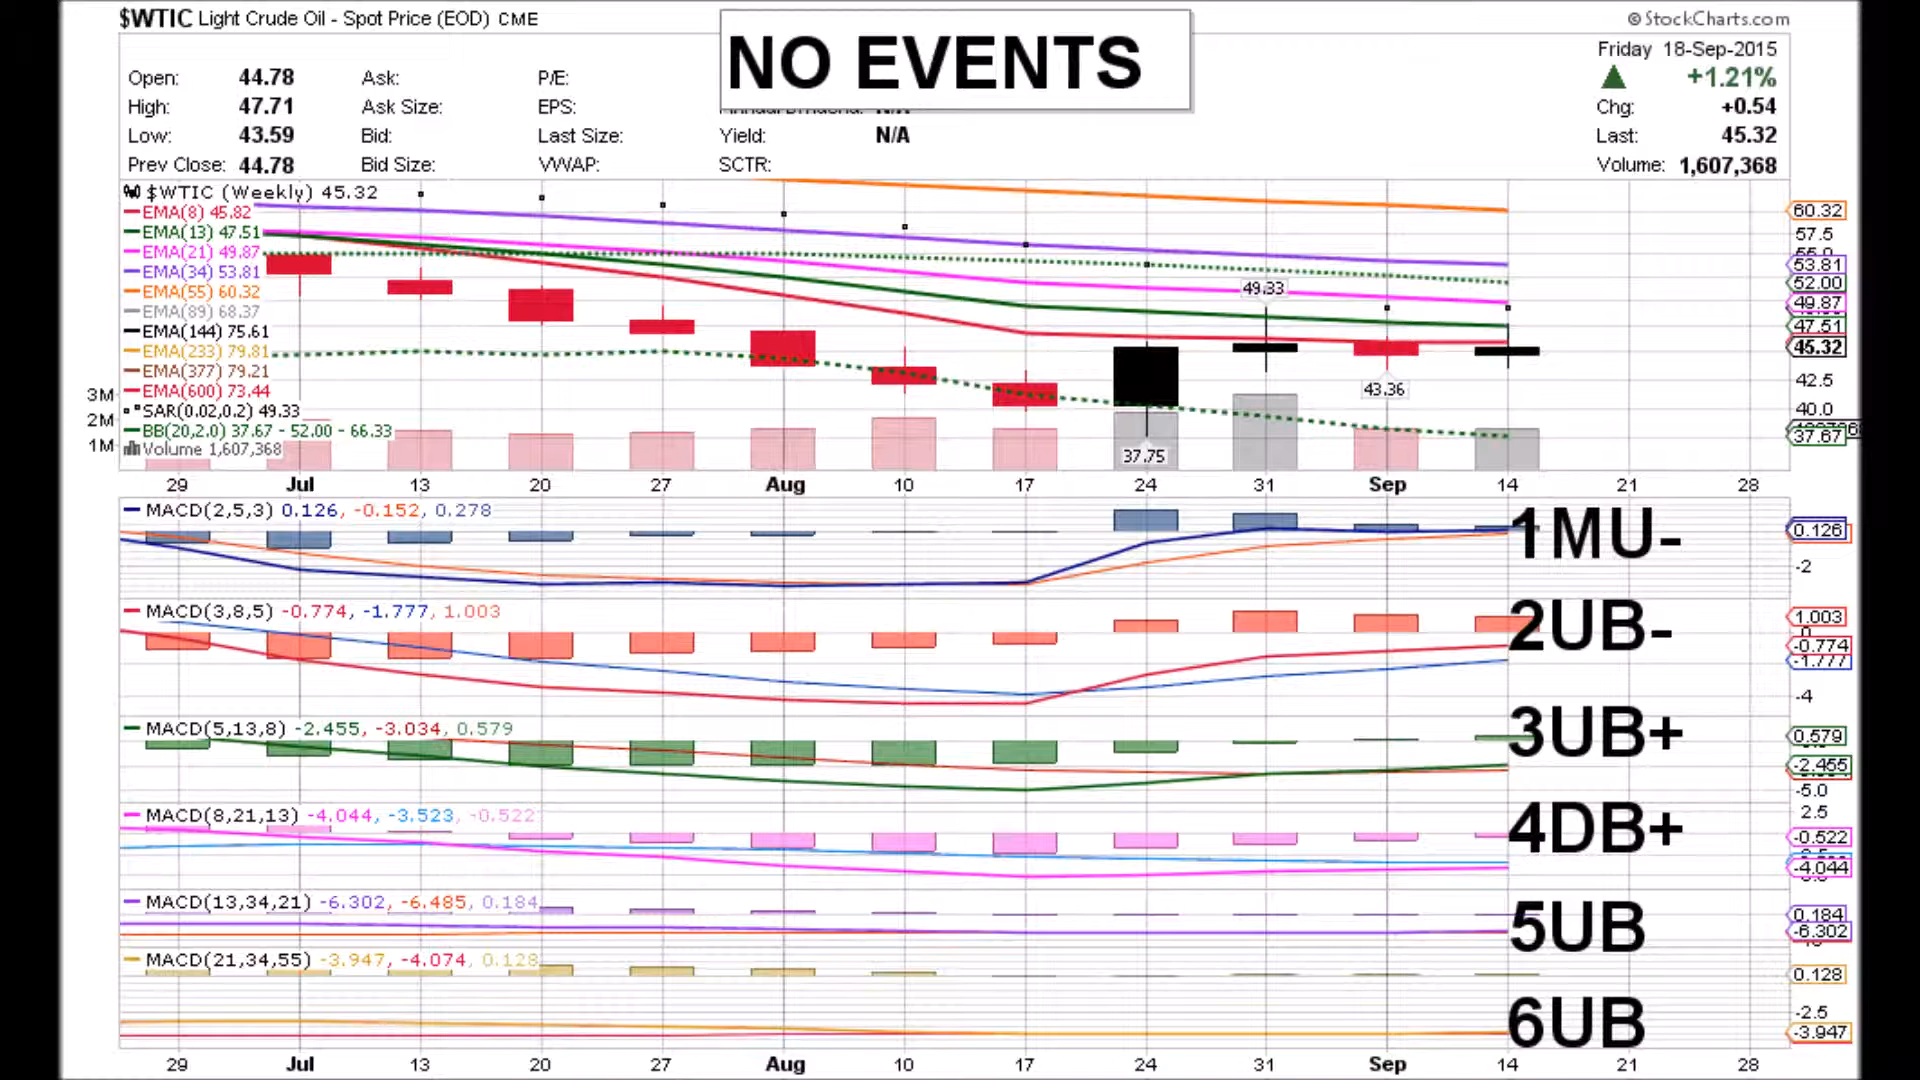 $WTIC Light Crude Oil - Spot Price (EOD) CME
© StockCharts.com
NO EVENTS
Friday 18-Sep-2015
Open: 44.78 Ask: P/E: +1.21%
High: 47.71 Ask Size: EPS: N/A Chg: +0.54
Low: 43.59 Bid: Last Size: Yield: N/A Last: 45.32
Prev Close: 44.78 Bid Size: VWAP: SCTR: Volume: 1,607,368
$WTIC (Weekly) 45.32
EMA(8) 45.82
EMA(13) 47.51
EMA(21) 49.87
EMA(34) 53.81
EMA(55) 60.32
EMA(89) 68.37
EMA(144) 75.61
EMA(233) 79.81
EMA(377) 79.21
EMA(600) 73.44
SAR(0.02,0.2) 49.33
BB(20,2.0) 37.67 - 52.00 - 66.33
Volume 1,607,368
3M
2M
1M
49.33
43.36
37.75
60.32
57.5
55.0
53.81
52.00
49.87
47.51
45.32
42.5
40.0
37.67
29 Jul 13 20 27 Aug 10 17 24 31 Sep 14 21 28
MACD(2,5,3) 0.126, -0.152, 0.278
1MU-
0.126
-2
MACD(3,8,5) -0.774, -1.777, 1.003
2UB-
1.003
0
-0.774
-1.777
-4
MACD(5,13,8) -2.455, -3.034, 0.579
3UB+
0.579
-2.455
-5.0
MACD(8,21,13) -4.044, -3.523, -0.522
4DB+
2.5
-0.522
-4.044
MACD(13,34,21) -6.302, -6.485, 0.184
5UB
0.184
-6.302
MACD(21,34,55) -3.947, -4.074, 0.128
6UB
0.128
-2.5
-3.947
29 Jul 13 20 27 Aug 10 17 24 31 Sep 14 21 28